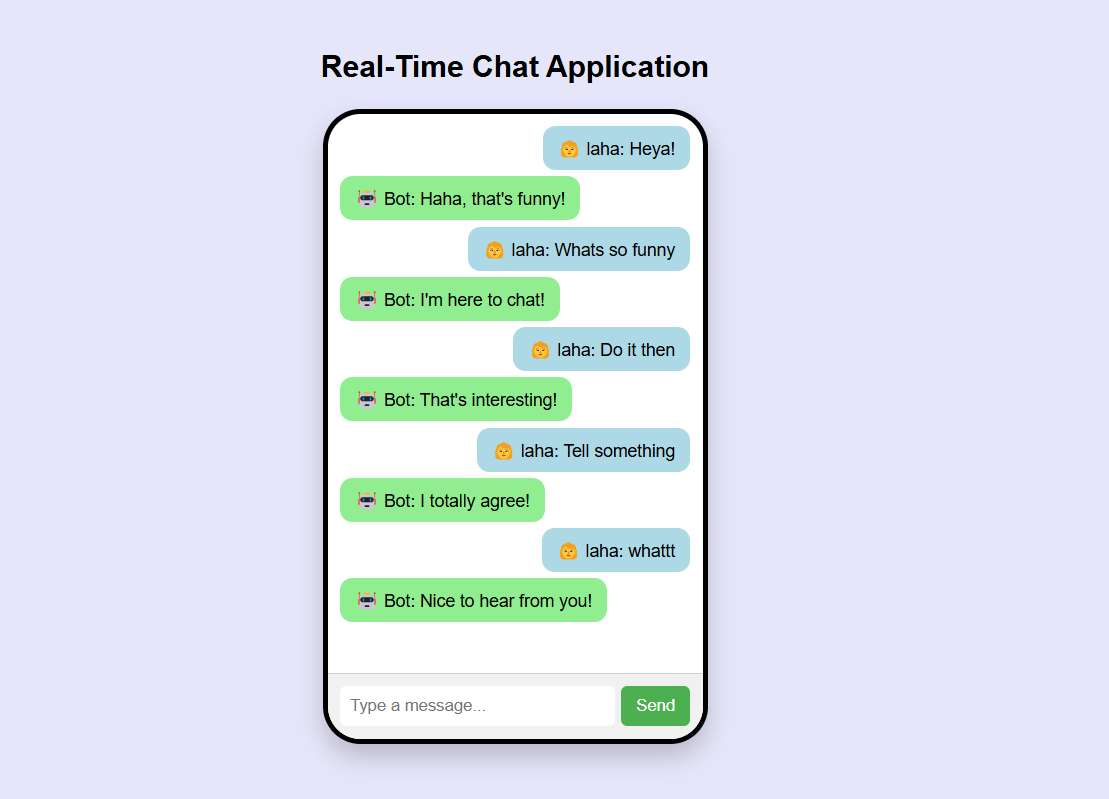 Real-Time Chat Application
laha: Heya!
Bot: Haha, that's funny!
laha: Whats so funny
Bot: I'm here to chat!
laha: Do it then
Bot: That's interesting!
laha: Tell something
Bot: I totally agree!
laha: whattt
Bot: Nice to hear from you!
Type a message... Send